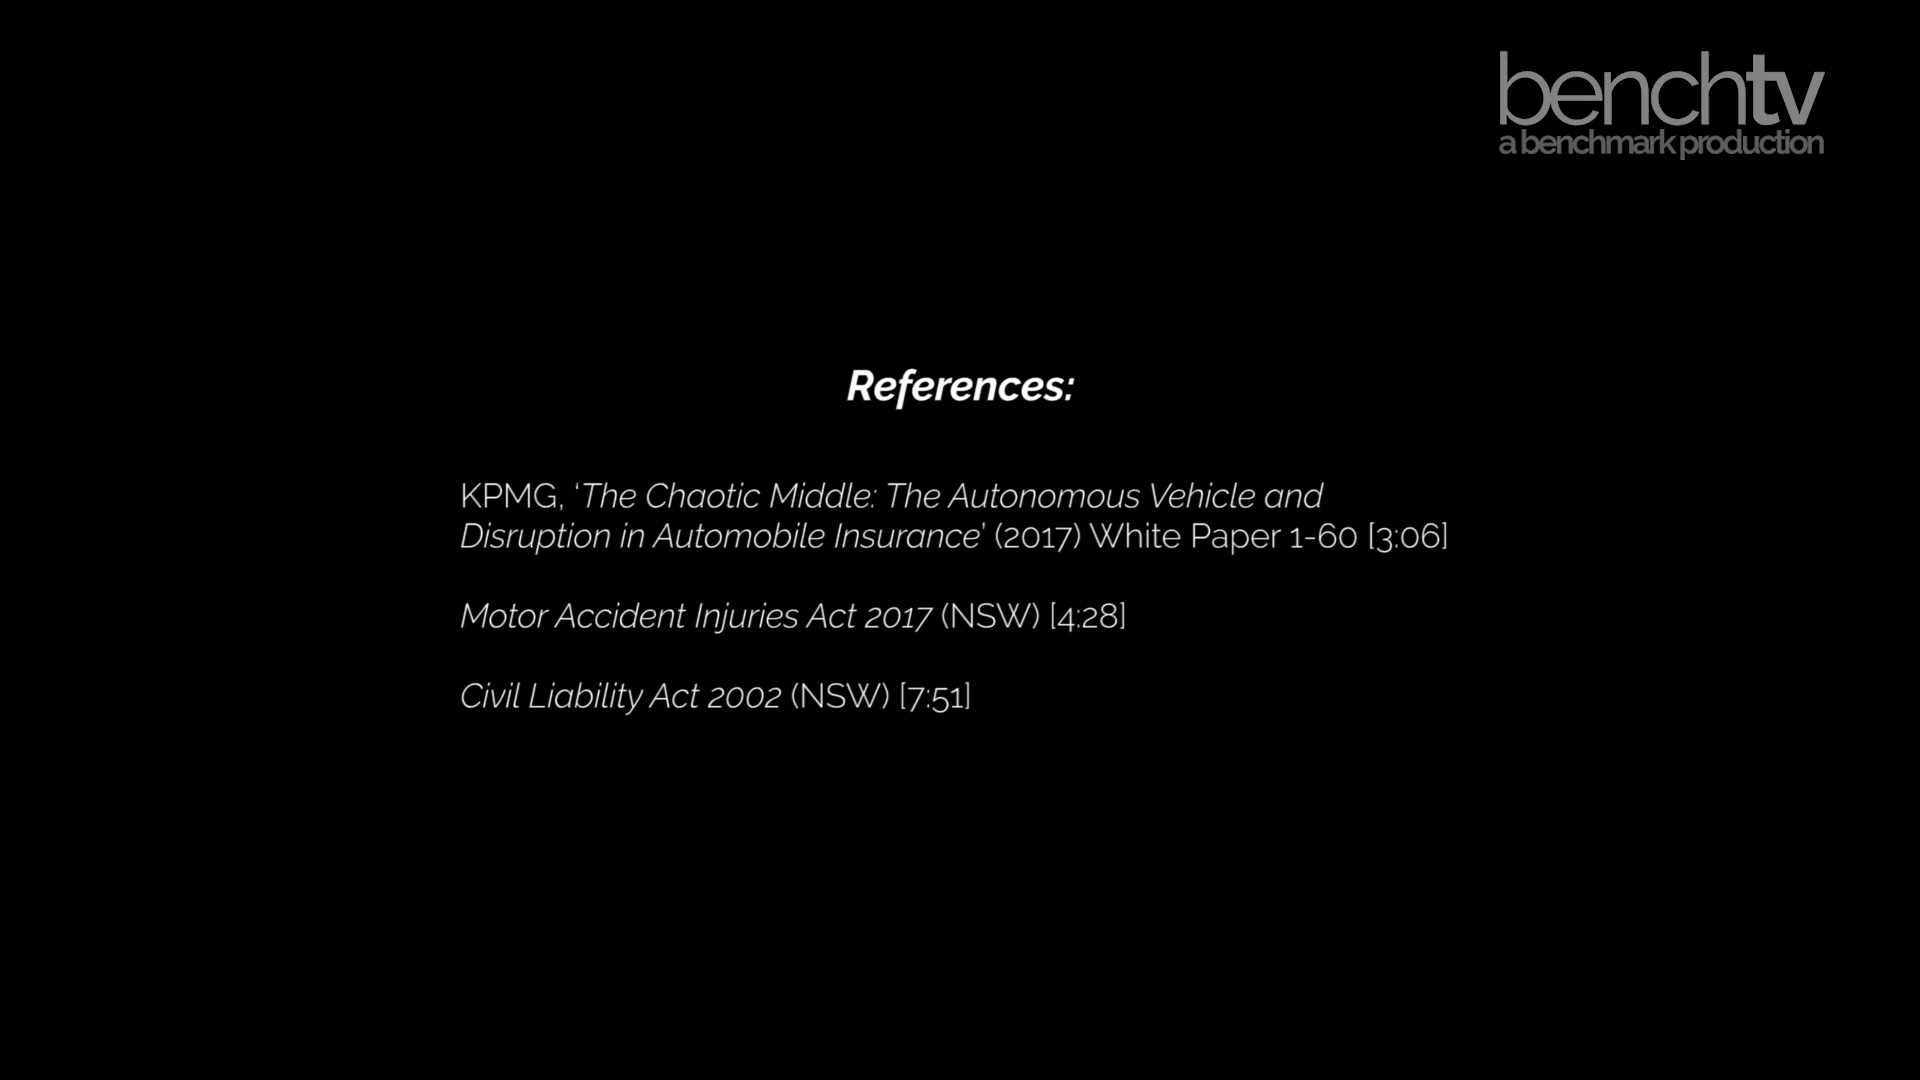 benchtv
a benchmark production
References:
KPMG, ‘The Chaotic Middle: The Autonomous Vehicle and
Disruption in Automobile Insurance’ (2017) White Paper 1-60 [3:06]
Motor Accident Injuries Act 2017 (NSW) [4:28]
Civil Liability Act 2002 (NSW) [7:51]